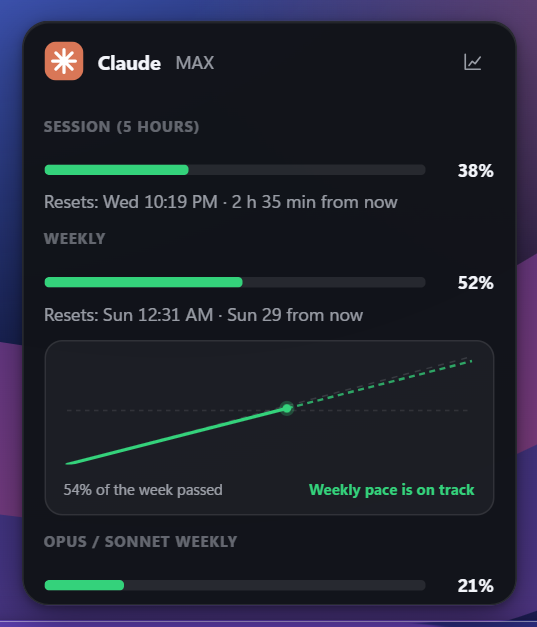 Claude MAX
SESSION (5 HOURS)
38%
Resets: Wed 10:19 PM · 2 h 35 min from now
WEEKLY
52%
Resets: Sun 12:31 AM · Sun 29 from now
54% of the week passed
Weekly pace is on track
OPUS / SONNET WEEKLY
21%